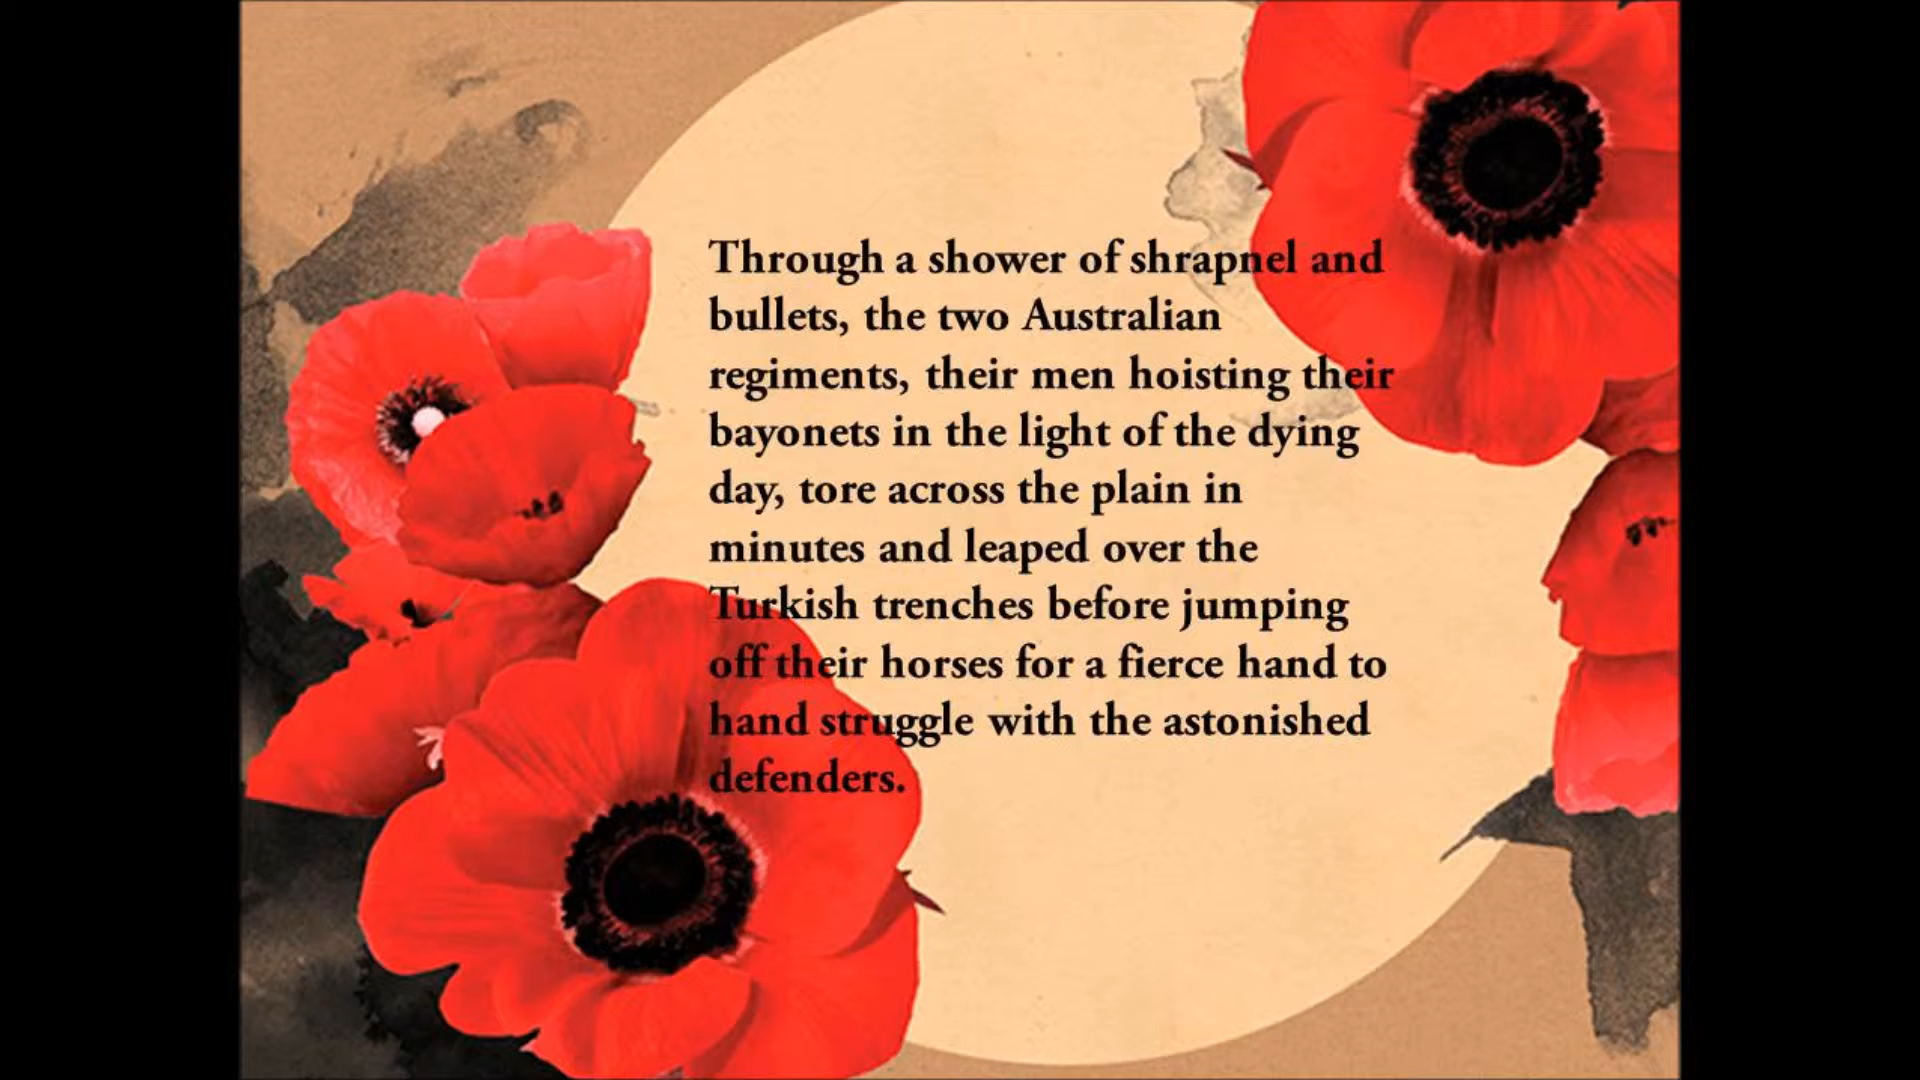 Through a shower of shrapnel and
bullets, the two Australian
regiments, their men hoisting their
bayonets in the light of the dying
day, tore across the plain in
minutes and leaped over the
Turkish trenches before jumping
off their horses for a fierce hand to
hand struggle with the astonished
defenders.